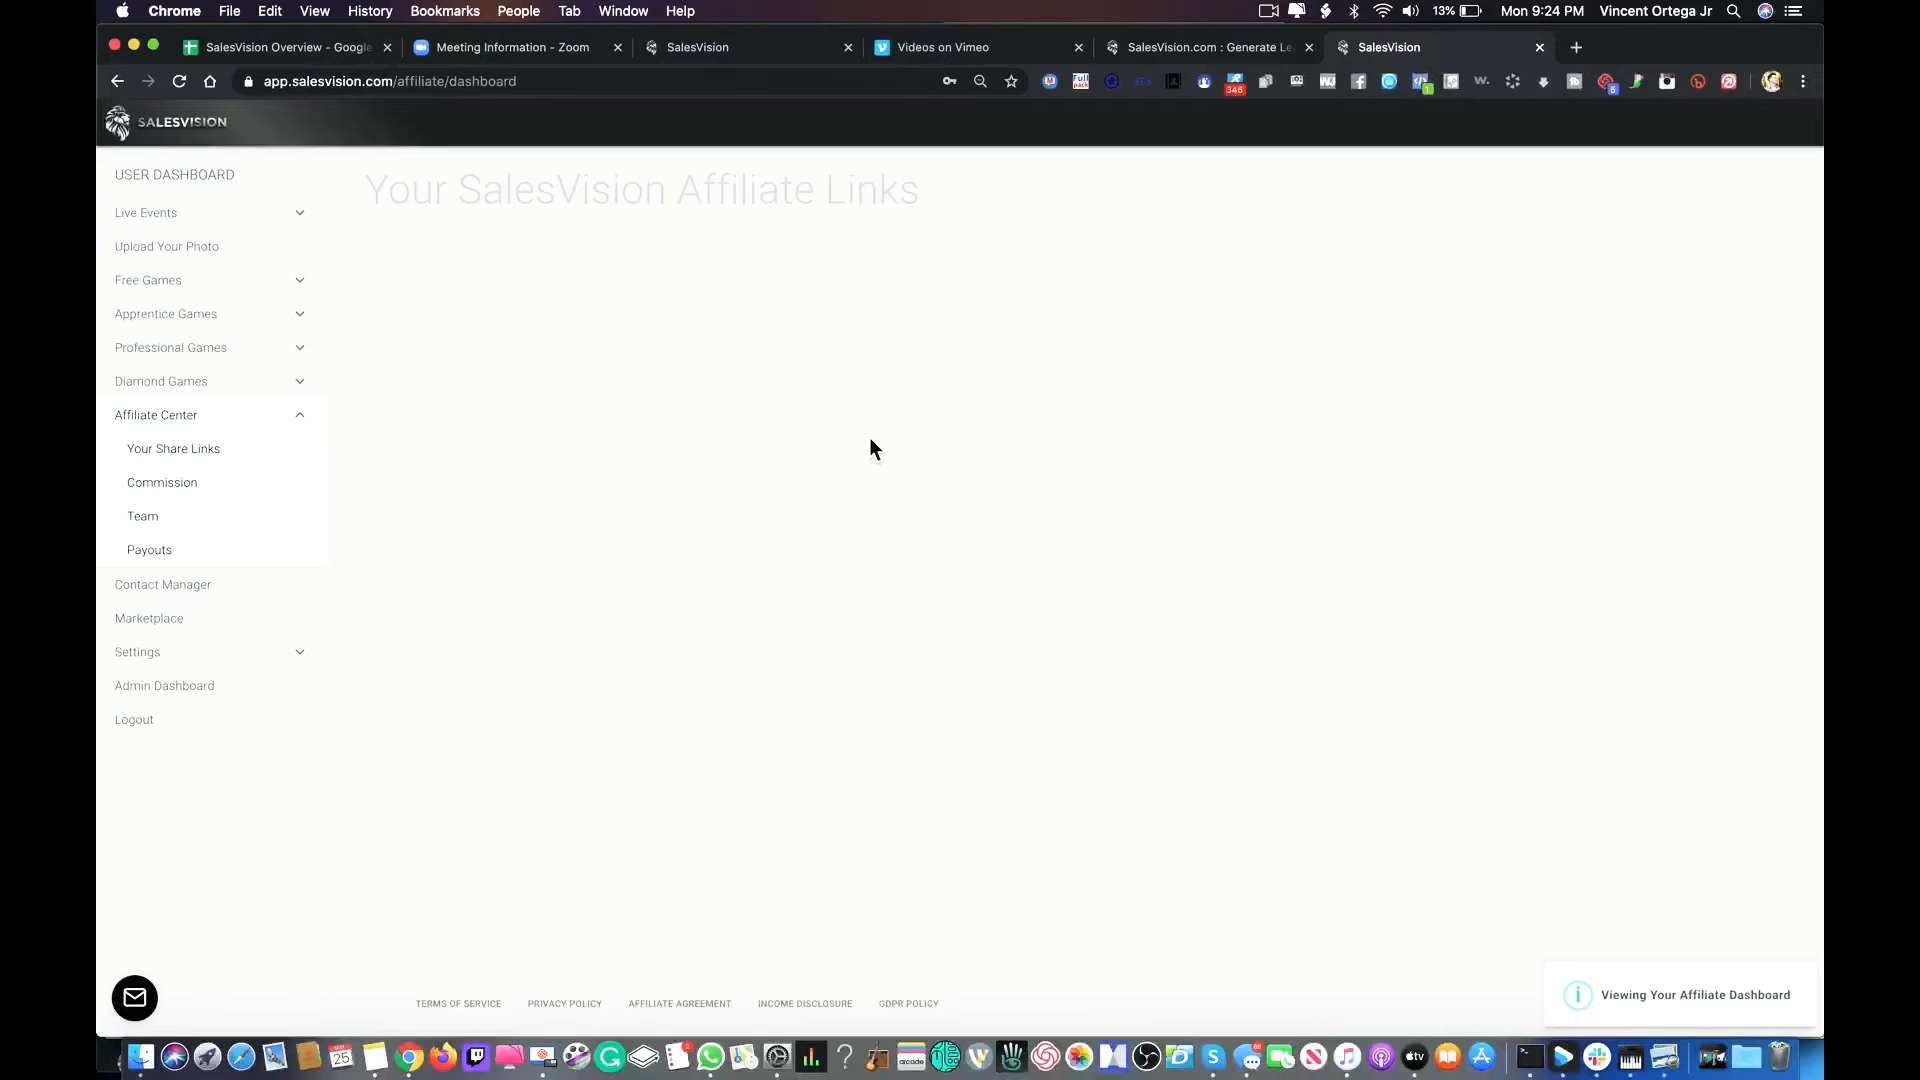 Chrome File Edit View History Bookmarks People Tab Window Help 13% Mon 9:24 PM Vincent Ortega Jr
SalesVision Overview - Google Meeting Information - Zoom SalesVision Videos on Vimeo SalesVision.com : Generate Le SalesVision
app.salesvision.com/affiliate/dashboard
346
SALESVISION
USER DASHBOARD
Your SalesVision Affiliate Links
Live Events
Upload Your Photo
Free Games
Apprentice Games
Professional Games
Diamond Games
Affiliate Center
Your Share Links
Commission
Team
Payouts
Contact Manager
Marketplace
Settings
Admin Dashboard
Logout
Viewing Your Affiliate Dashboard
TERMS OF SERVICE PRIVACY POLICY AFFILIATE AGREEMENT INCOME DISCLOSURE GDPR POLICY
25 arcade tv